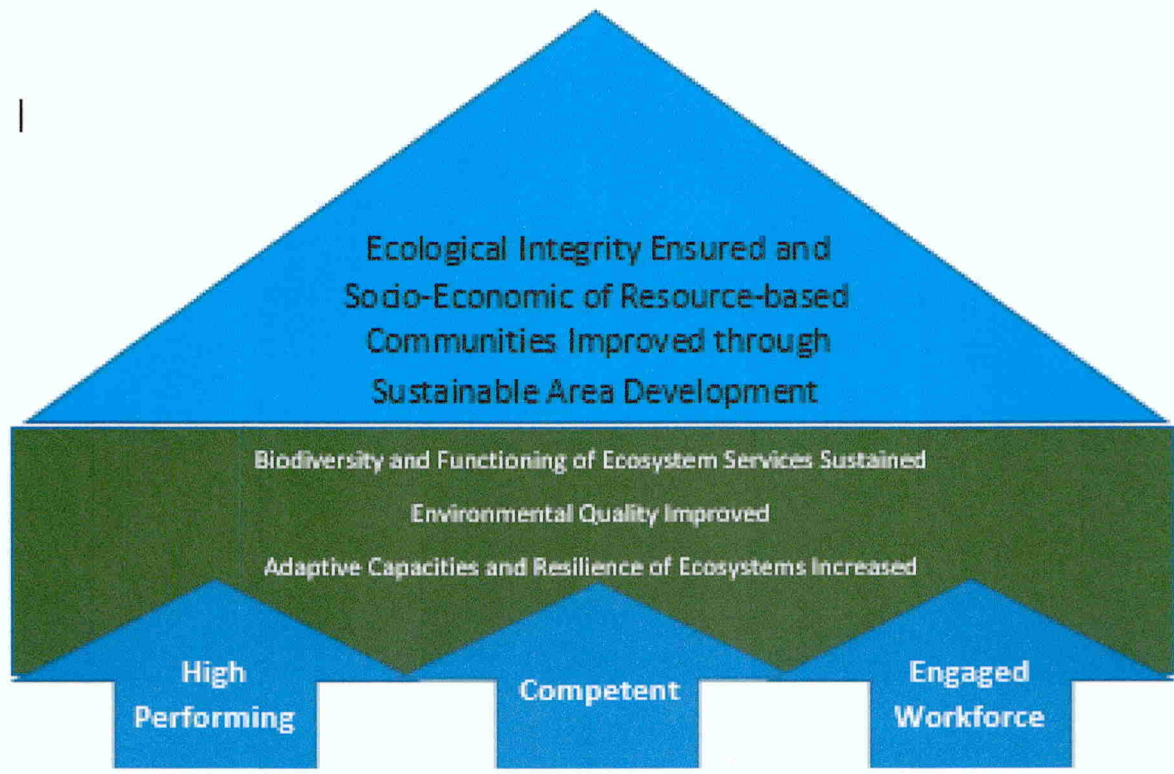 Ecological Integrity Ensured and
Socio-Economic of Resource-based
Communities Improved through
Sustainable Area Development
Biodiversity and Functioning of Ecosystem Services Sustained
Environmental Quality Improved
Adaptive Capacities and Resilience of Ecosystems Increased
High
Performing
Competent
Engaged
Workforce